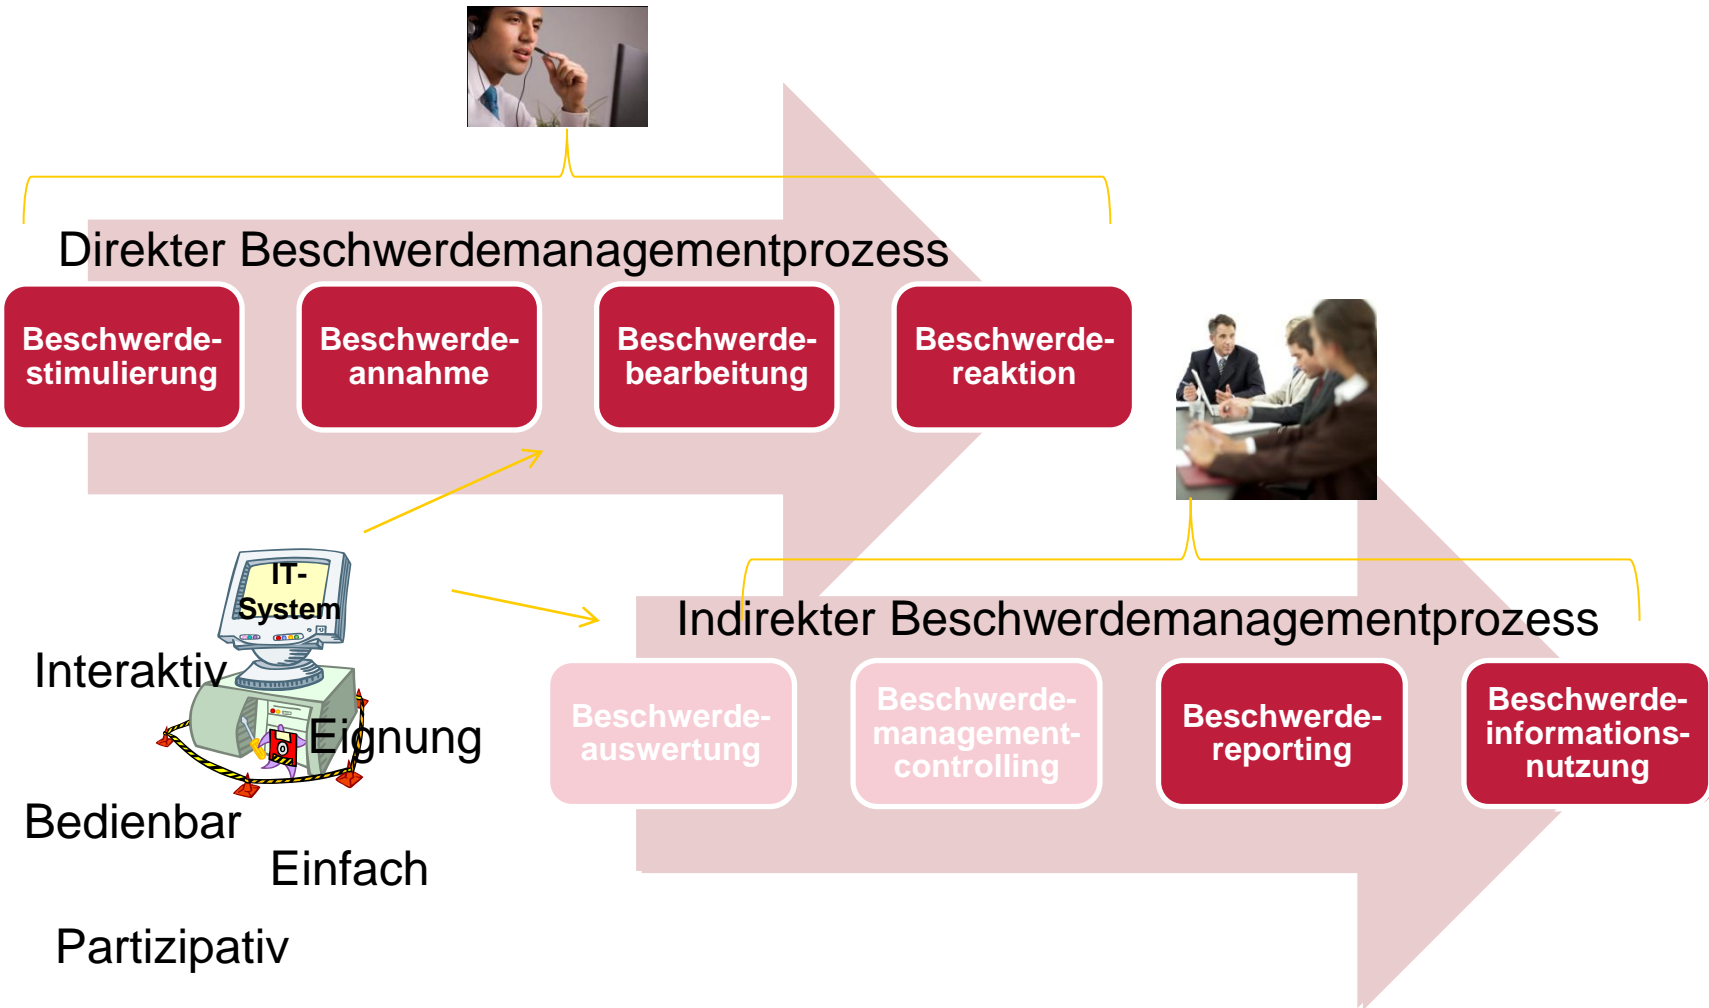 Direkter Beschwerdemanagementprozess
Beschwerde-
stimulierung
Beschwerde-
annahme
Beschwerde-
bearbeitung
Beschwerde-
reaktion
IT-
System
Interaktiv
Eignung
Bedienbar
Einfach
Partizipativ
Indirekter Beschwerdemanagementprozess
Beschwerde-
auswertung
Beschwerde-
management-
controlling
Beschwerde-
reporting
Beschwerde-
informations-
nutzung